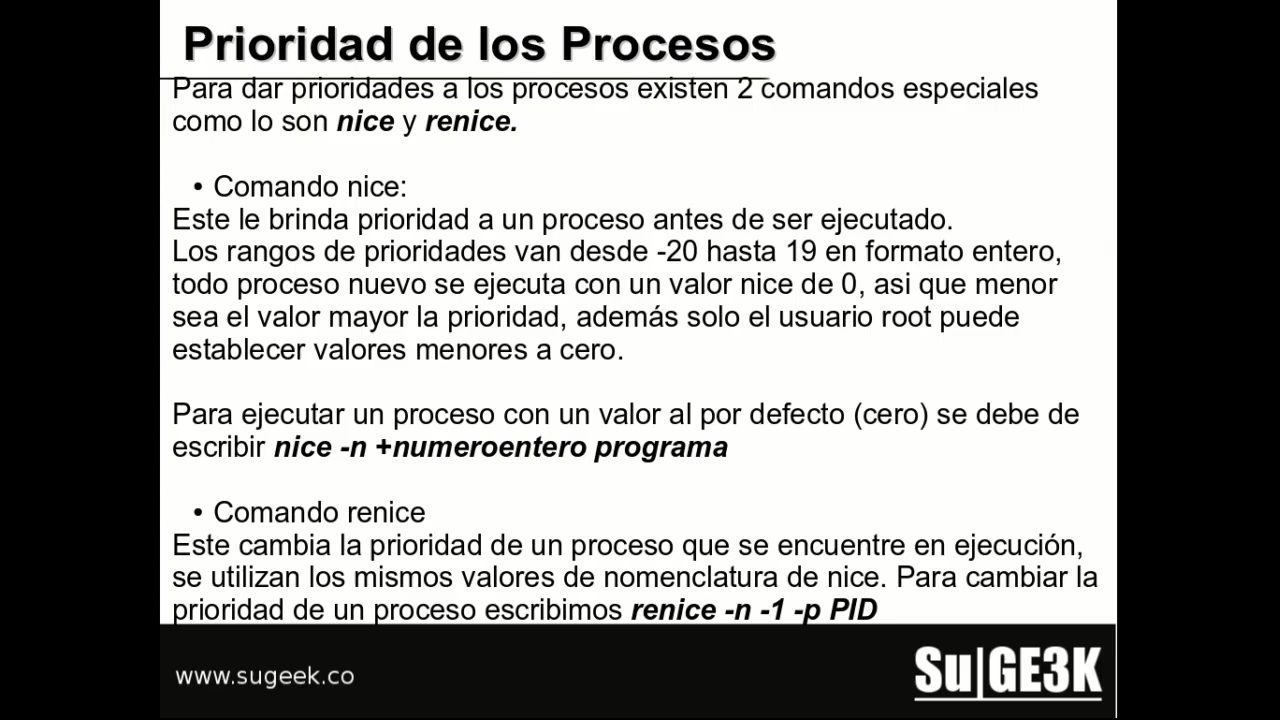 Prioridad de los Procesos
Para dar prioridades a los procesos existen 2 comandos especiales
como lo son nice y renice.
• Comando nice:
Este le brinda prioridad a un proceso antes de ser ejecutado.
Los rangos de prioridades van desde -20 hasta 19 en formato entero,
todo proceso nuevo se ejecuta con un valor nice de 0, asi que menor
sea el valor mayor la prioridad, además solo el usuario root puede
establecer valores menores a cero.
Para ejecutar un proceso con un valor al por defecto (cero) se debe de
escribir nice -n +numeroentero programa
• Comando renice
Este cambia la prioridad de un proceso que se encuentre en ejecución,
se utilizan los mismos valores de nomenclatura de nice. Para cambiar la
prioridad de un proceso escribimos renice -n -1 -p PID
www.sugeek.co
Su|GE3K